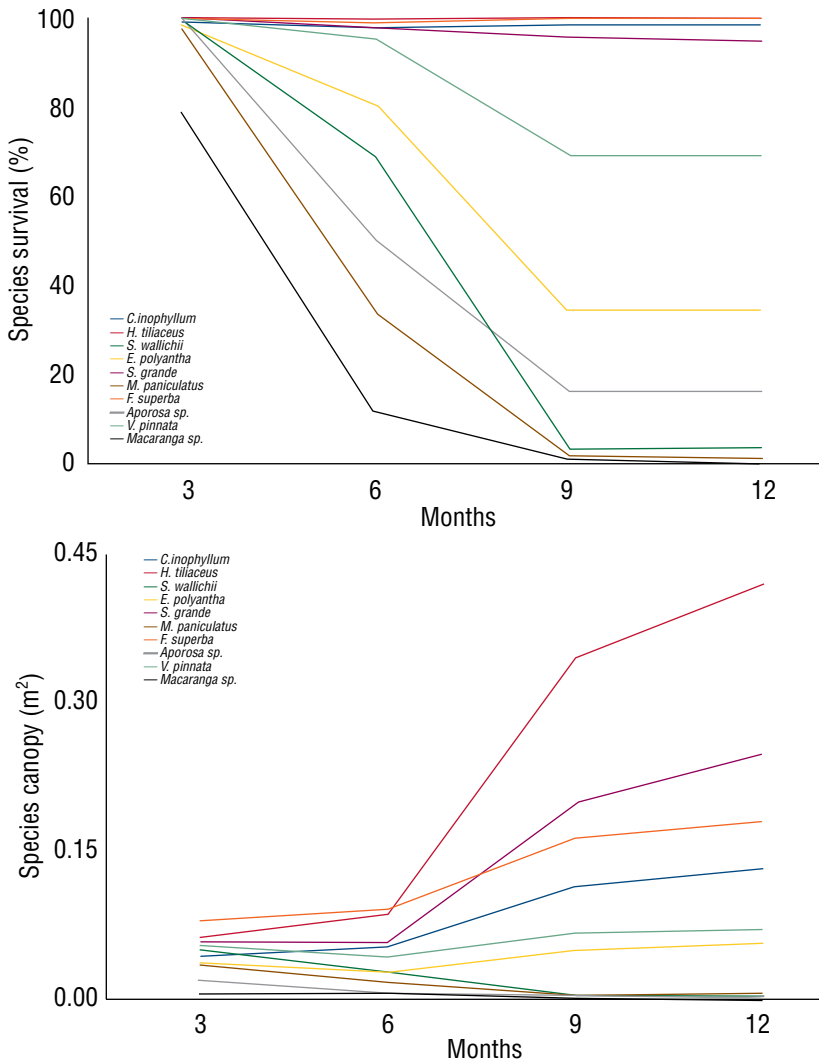 100
80
60
40
20
0
Species survival (%)
C.inophyllum
H. tiliaceus
S. wallichii
E. polyantha
S. grande
M. paniculatus
F. superba
Aporosa sp.
V. pinnata
Macaranga sp.
3 6 9 12
Months
0.45
0.30
0.15
0.00
Species canopy (m²)
C.inophyllum
H. tiliaceus
S. wallichii
E. polyantha
S. grande
M. paniculatus
F. superba
Aporosa sp.
V. pinnata
Macaranga sp.
3 6 9 12
Months